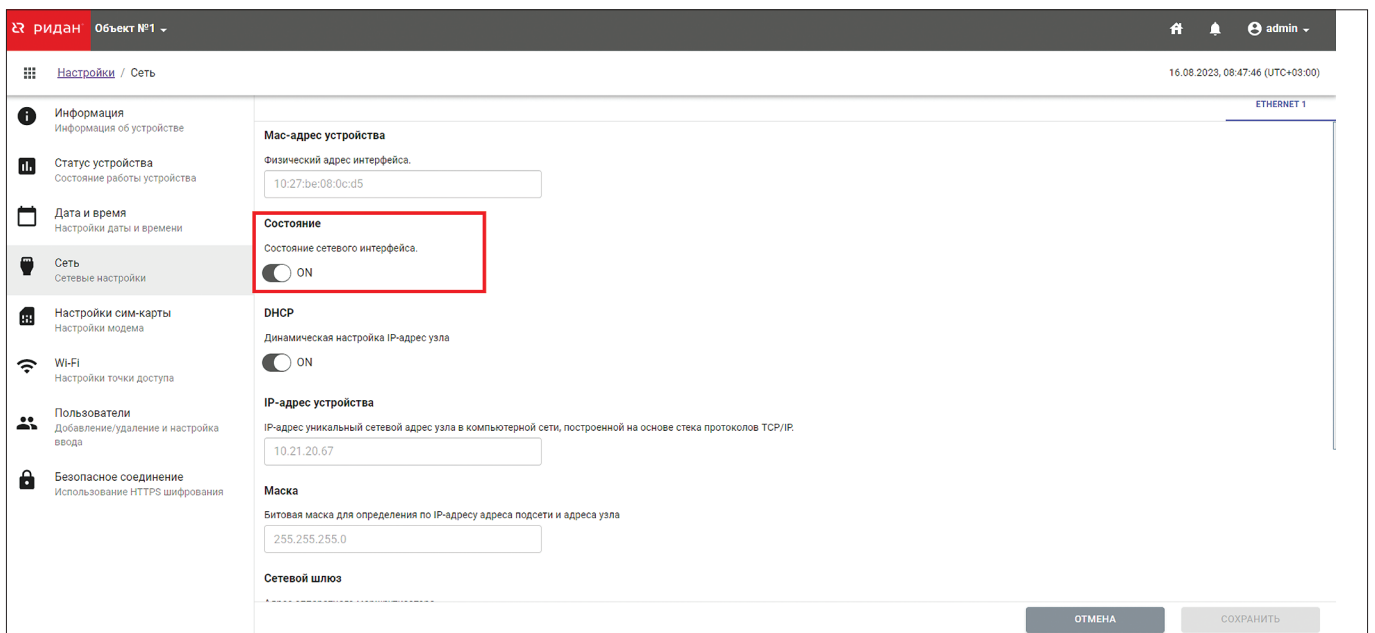 ридан
Объект №1
admin
Настройки / Сеть
16.08.2023, 08:47:46 (UTC+03:00)
Информация
Информация об устройстве
Статус устройства
Состояние работы устройства
Дата и время
Настройки даты и времени
Сеть
Сетевые настройки
Настройки сим-карты
Настройки модема
Wi-Fi
Настройки точки доступа
Пользователи
Добавление/удаление и настройка
ввода
Безопасное соединение
Использование HTTPS шифрования
ETHERNET 1
Mac-адрес устройства
Физический адрес интерфейса.
10:27:be:08:0c:d5
Состояние
Состояние сетевого интерфейса.
ON
DHCP
Динамическая настройка IP-адрес узла
ON
IP-адрес устройства
IP-адрес уникальный сетевой адрес узла в компьютерной сети, построенной на основе стека протоколов TCP/IP.
10.21.20.67
Маска
Битовая маска для определения по IP-адресу адреса подсети и адреса узла
255.255.255.0
Сетевой шлюз
ОТМЕНА
СОХРАНИТЬ